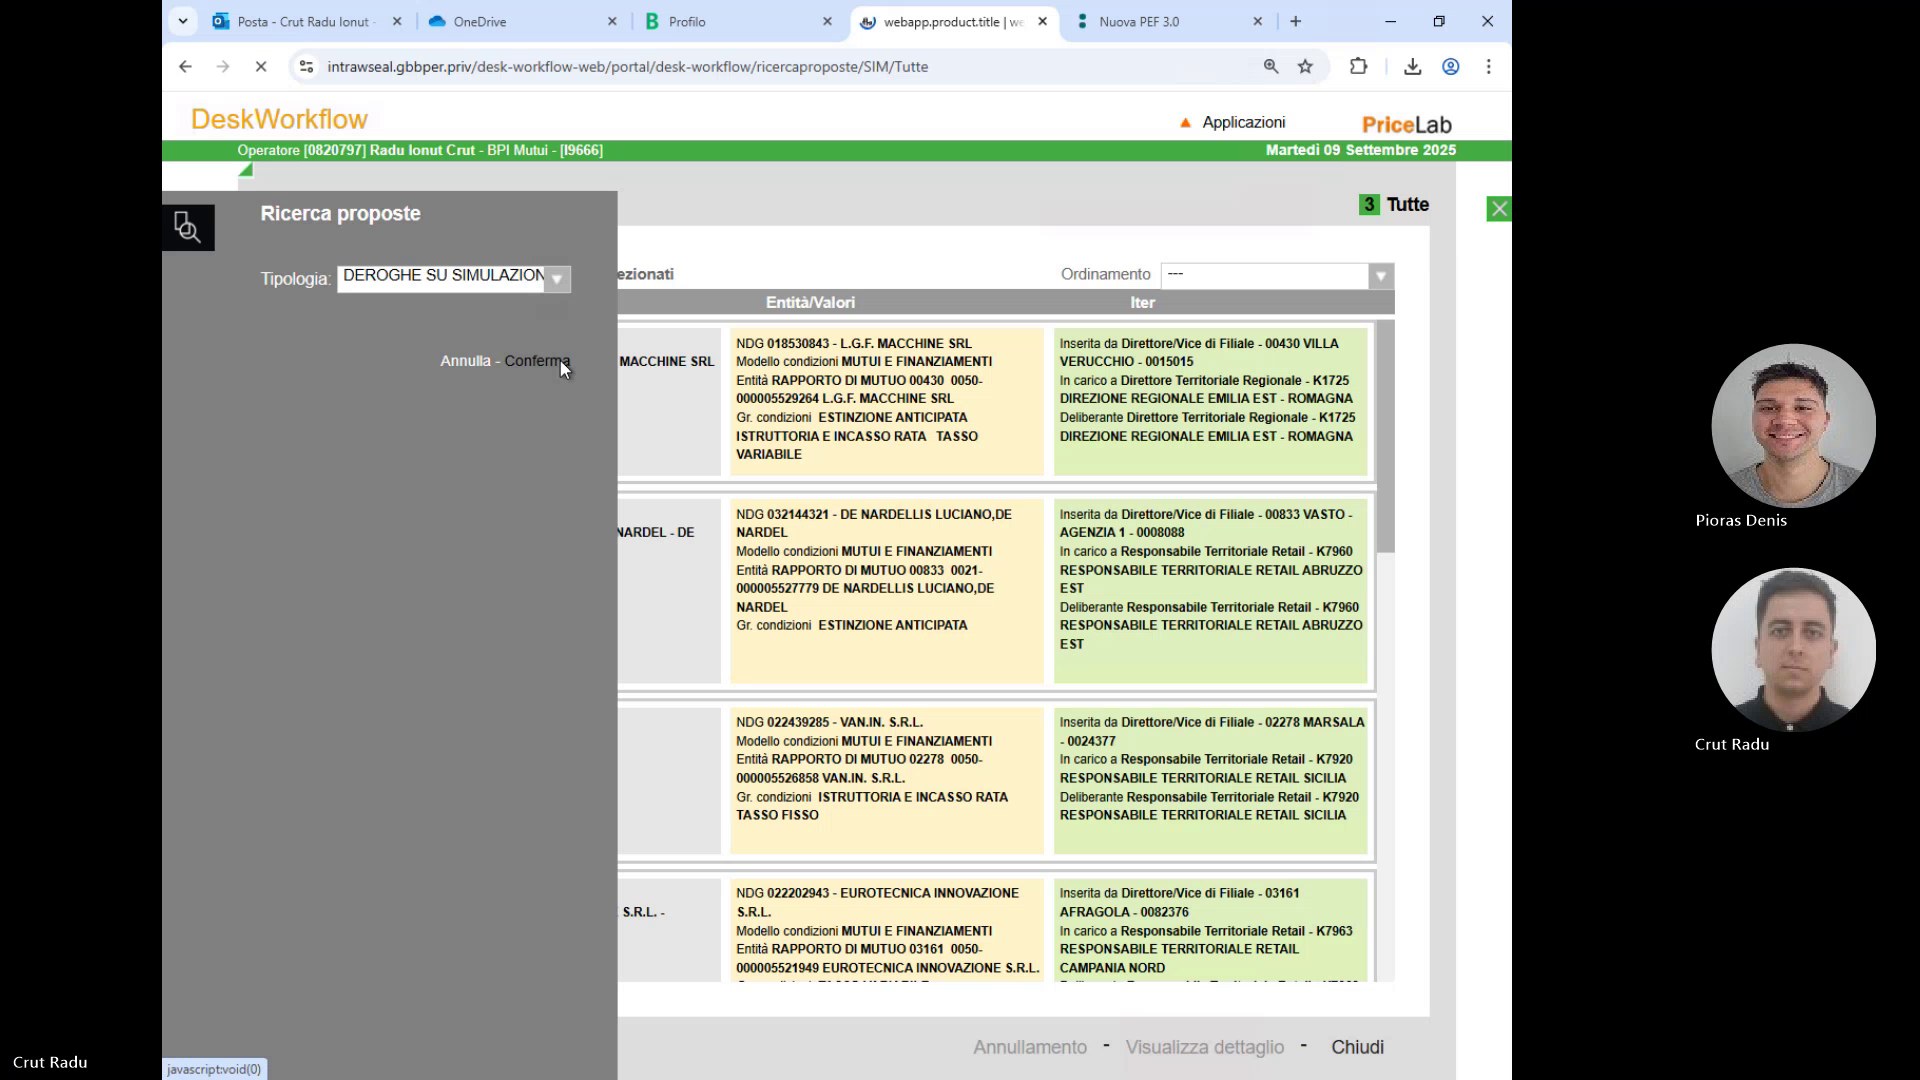 Posta - Crut Radu Ionut
OneDrive
Profilo
webapp.product.title | we
Nuova PEF 3.0
intrawseal.gbbper.priv/desk-workflow-web/portal/desk-workflow/ricercaproposte/SIM/Tutte
DeskWorkflow
Applicazioni
PriceLab
Operatore [0820797] Radu Ionut Crut - BPI Mutui - [I9666]
Martedì 09 Settembre 2025
Ricerca proposte
3 Tutte
Tipologia: DEROGHE SU SIMULAZION
ezionati
Ordinamento ---
Entità/Valori
Iter
Annulla - Conferma
MACCHINE SRL
NDG 018530843 - L.G.F. MACCHINE SRL
Modello condizioni MUTUI E FINANZIAMENTI
Entità RAPPORTO DI MUTUO 00430 0050-
000005529264 L.G.F. MACCHINE SRL
Gr. condizioni ESTINZIONE ANTICIPATA
ISTRUTTORIA E INCASSO RATA TASSO
VARIABILE
Inserita da Direttore/Vice di Filiale - 00430 VILLA
VERUCCHIO - 0015015
In carico a Direttore Territoriale Regionale - K1725
DIREZIONE REGIONALE EMILIA EST - ROMAGNA
Deliberante Direttore Territoriale Regionale - K1725
DIREZIONE REGIONALE EMILIA EST - ROMAGNA
NARDEL - DE
NDG 032144321 - DE NARDELLIS LUCIANO,DE
NARDEL
Modello condizioni MUTUI E FINANZIAMENTI
Entità RAPPORTO DI MUTUO 00833 0021-
000005527779 DE NARDELLIS LUCIANO,DE
NARDEL
Gr. condizioni ESTINZIONE ANTICIPATA
Inserita da Direttore/Vice di Filiale - 00833 VASTO -
AGENZIA 1 - 0008088
In carico a Responsabile Territoriale Retail - K7960
RESPONSABILE TERRITORIALE RETAIL ABRUZZO
EST
Deliberante Responsabile Territoriale Retail - K7960
RESPONSABILE TERRITORIALE RETAIL ABRUZZO
EST
NDG 022439285 - VAN.IN. S.R.L.
Modello condizioni MUTUI E FINANZIAMENTI
Entità RAPPORTO DI MUTUO 02278 0050-
000005526858 VAN.IN. S.R.L.
Gr. condizioni ISTRUTTORIA E INCASSO RATA
TASSO FISSO
Inserita da Direttore/Vice di Filiale - 02278 MARSALA
- 0024377
In carico a Responsabile Territoriale Retail - K7920
RESPONSABILE TERRITORIALE RETAIL SICILIA
Deliberante Responsabile Territoriale Retail - K7920
RESPONSABILE TERRITORIALE RETAIL SICILIA
S.R.L. -
NDG 022202943 - EUROTECNICA INNOVAZIONE
S.R.L.
Modello condizioni MUTUI E FINANZIAMENTI
Entità RAPPORTO DI MUTUO 03161 0050-
000005521949 EUROTECNICA INNOVAZIONE S.R.L.
Inserita da Direttore/Vice di Filiale - 03161
AFRAGOLA - 0082376
In carico a Responsabile Territoriale Retail - K7963
RESPONSABILE TERRITORIALE RETAIL
CAMPANIA NORD
Annullamento - Visualizza dettaglio - Chiudi
javascript:void(0)
Pioras Denis
Crut Radu
Crut Radu